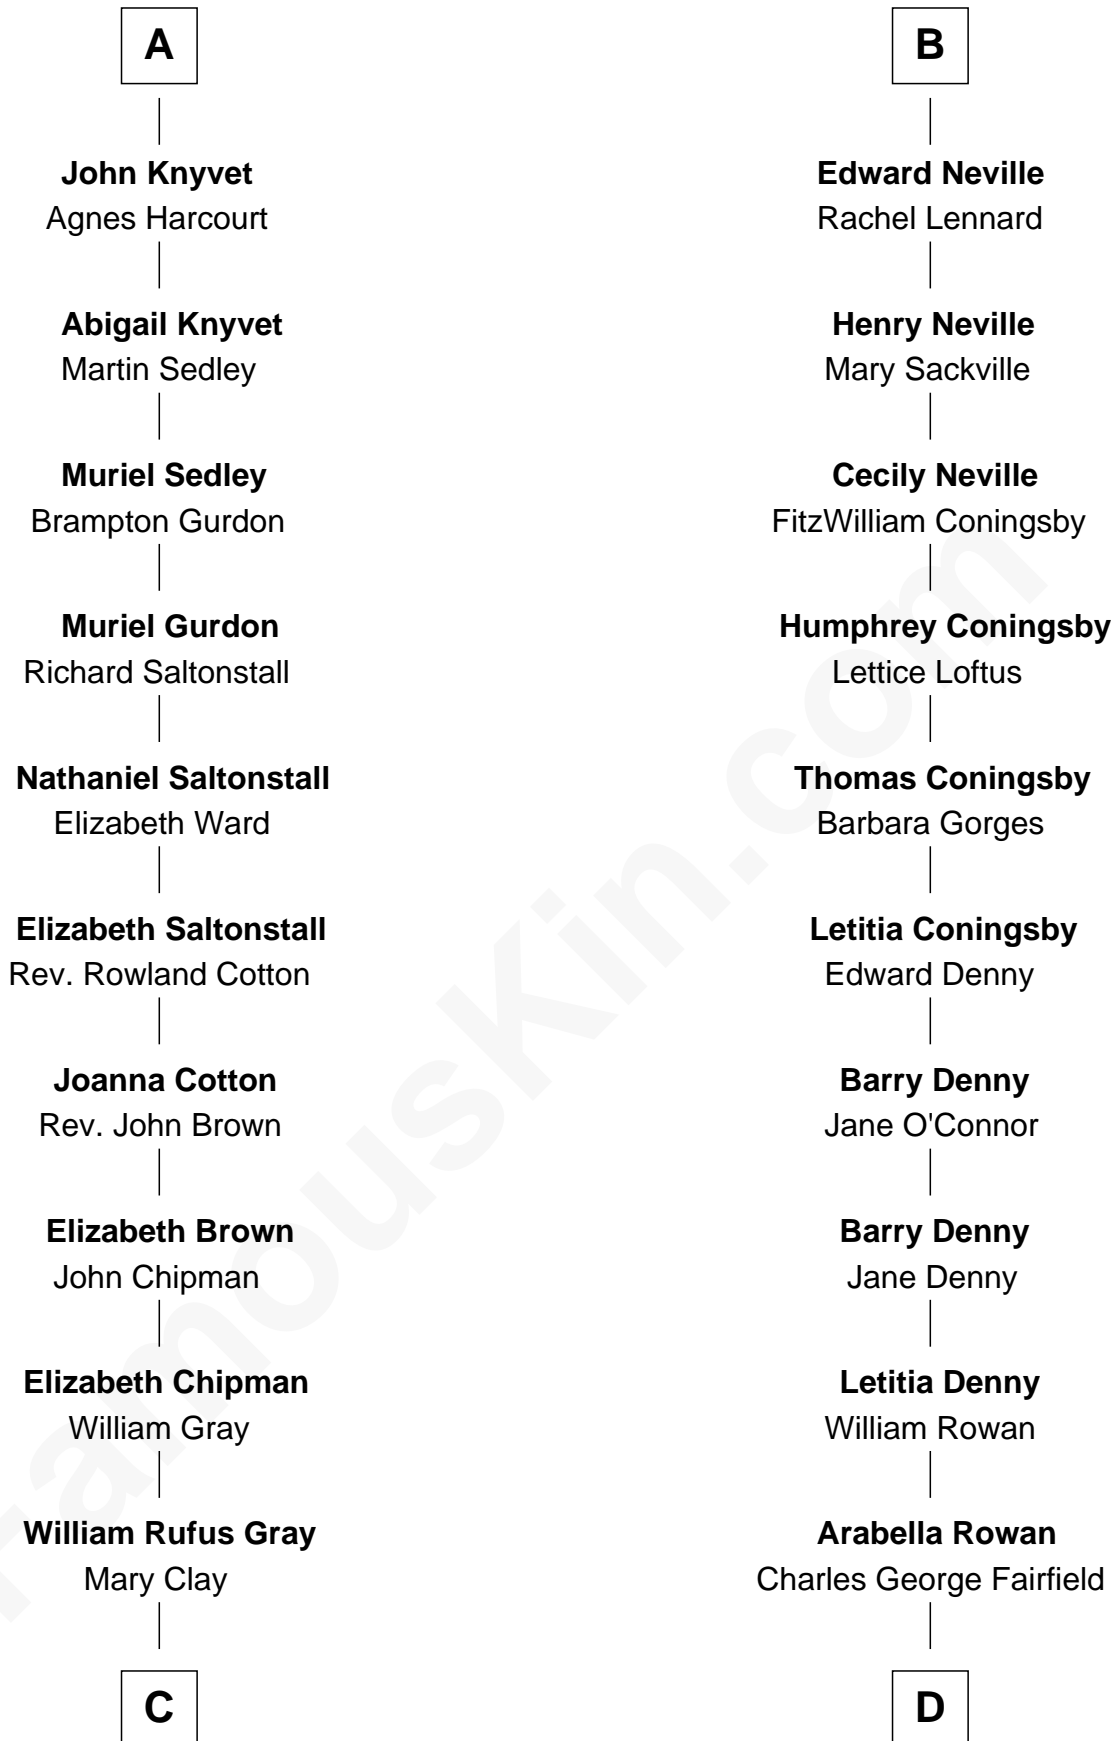 A
John Knyvet
Agnes Harcourt
Abigail Knyvet
Martin Sedley
Muriel Sedley
Brampton Gurdon
Muriel Gurdon
Richard Saltonstall
Nathaniel Saltonstall
Elizabeth Ward
Elizabeth Saltonstall
Rev. Rowland Cotton
Joanna Cotton
Rev. John Brown
Elizabeth Brown
John Chipman
Elizabeth Chipman
William Gray
William Rufus Gray
Mary Clay
C
B
Edward Neville
Rachel Lennard
Henry Neville
Mary Sackville
Cecily Neville
FitzWilliam Coningsby
Humphrey Coningsby
Lettice Loftus
Thomas Coningsby
Barbara Gorges
Letitia Coningsby
Edward Denny
Barry Denny
Jane O'Connor
Barry Denny
Jane Denny
Letitia Denny
William Rowan
Arabella Rowan
Charles George Fairfield
D
FamousKin.com